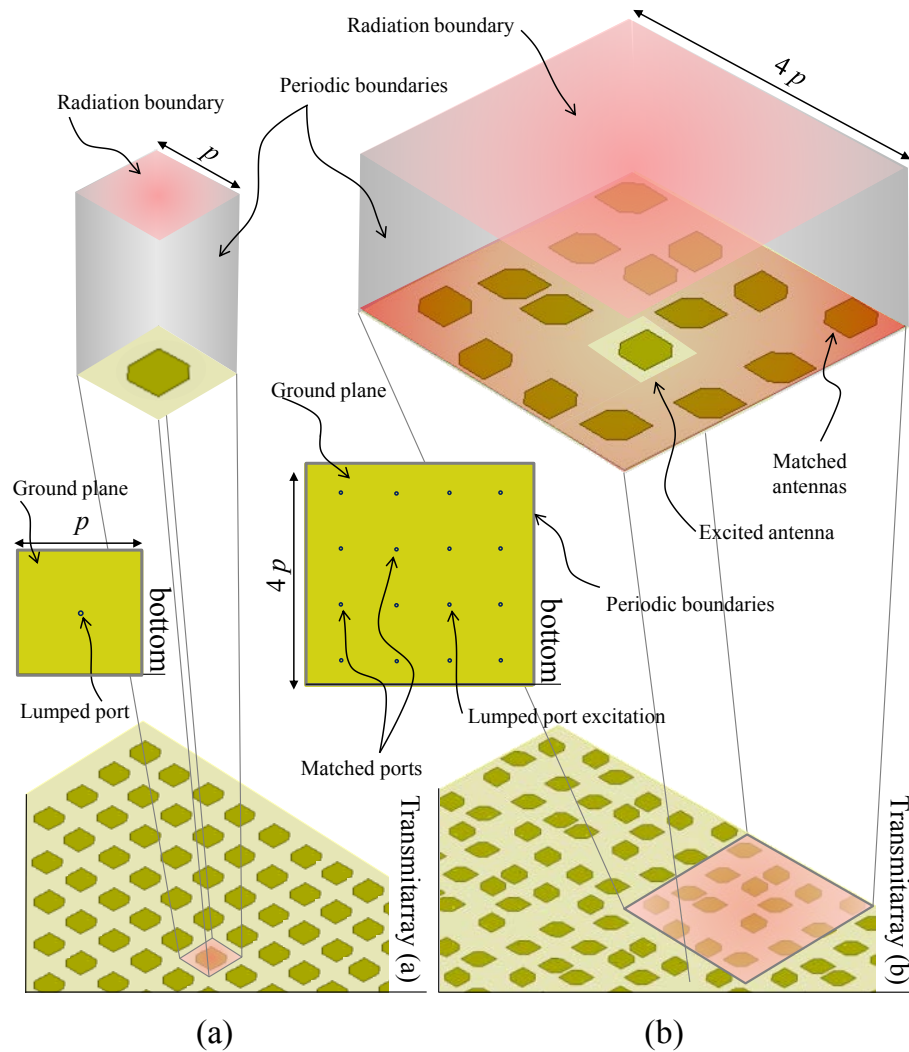 Radiation boundary
4 p
Periodic boundaries
Radiation boundary
p
Ground plane
Matched
antennas
Excited antenna
Ground plane
p
4 p
bottom
Periodic boundaries
bottom
Lumped port
Lumped port excitation
Matched ports
Transmitarray (a)
Transmitarray (b)
(a)
(b)